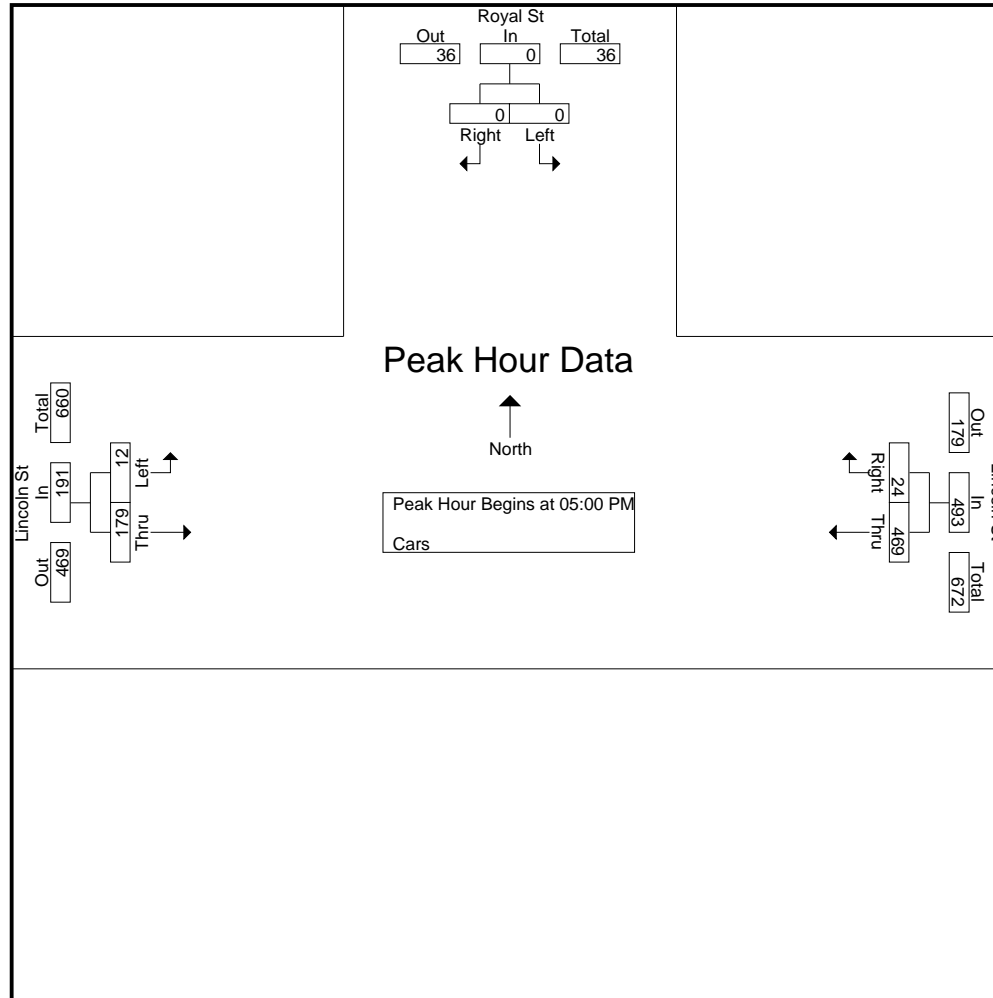 Royal St
Out In Total
36 0 36
0 0
Right Left
Peak Hour Data
North
Peak Hour Begins at 05:00 PM
Cars
Lincoln St
Out In Total
469 191 660
179 12
Thru Left
Out In Total
179 493 672
24 469
Right Thru